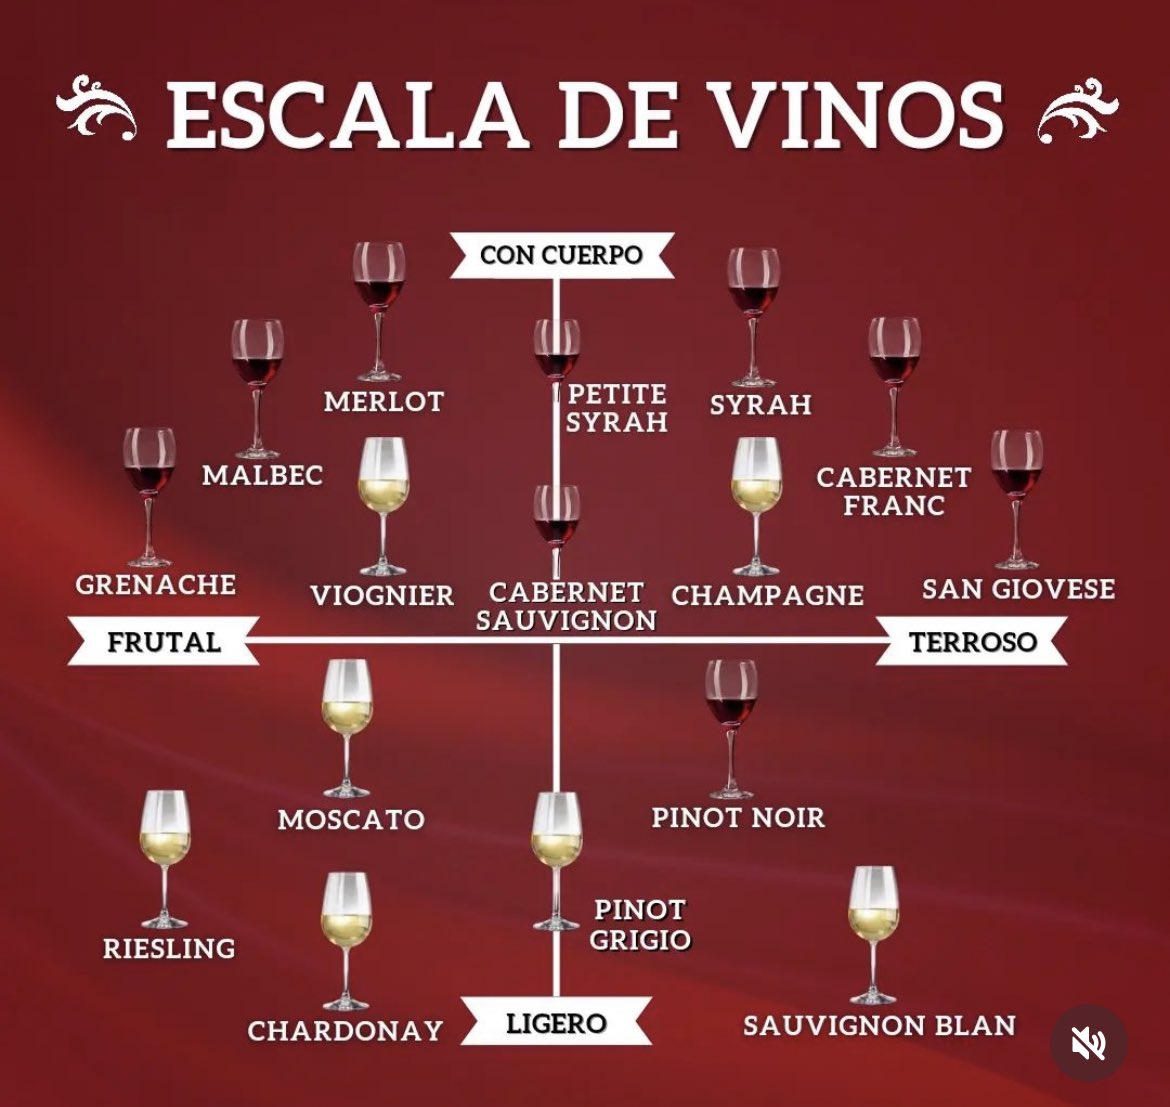 ESCALA DE VINOS
CON CUERPO
MERLOT
PETITE
SYRAH
SYRAH
MALBEC
CABERNET
FRANC
GRENACHE
VIOGNIER
CABERNET
SAUVIGNON
CHAMPAGNE
SAN GIOVESE
FRUTAL
TERROSO
MOSCATO
PINOT NOIR
RIESLING
PINOT
GRIGIO
CHARDONAY
LIGERO
SAUVIGNON BLAN